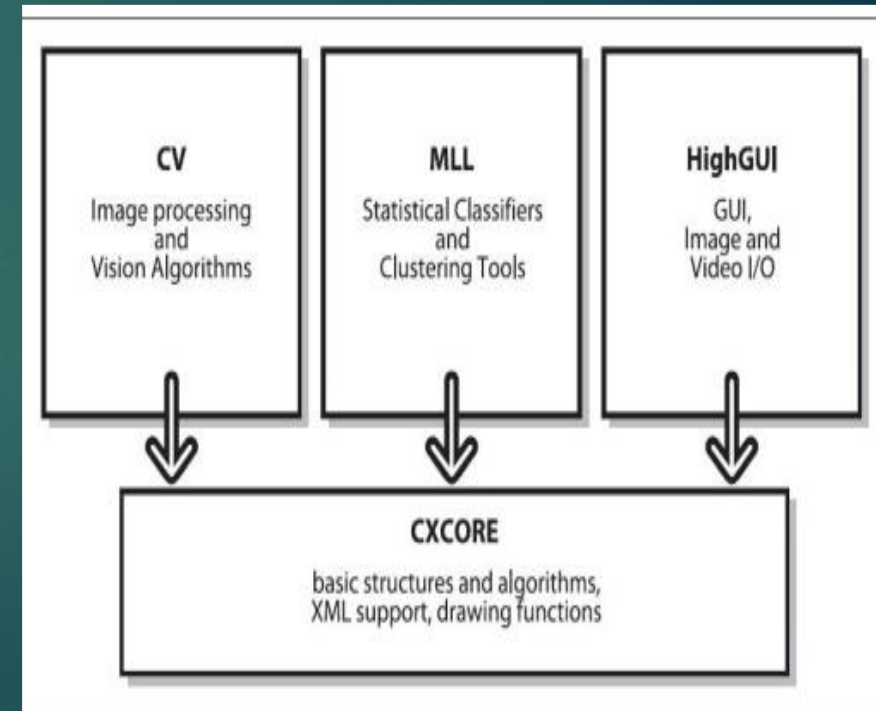 CV
Image processing
and
Vision Algorithms
MLL
Statistical Classifiers
and
Clustering Tools
HighGUI
GUI,
Image and
Video I/O
CXCORE
basic structures and algorithms,
XML support, drawing functions